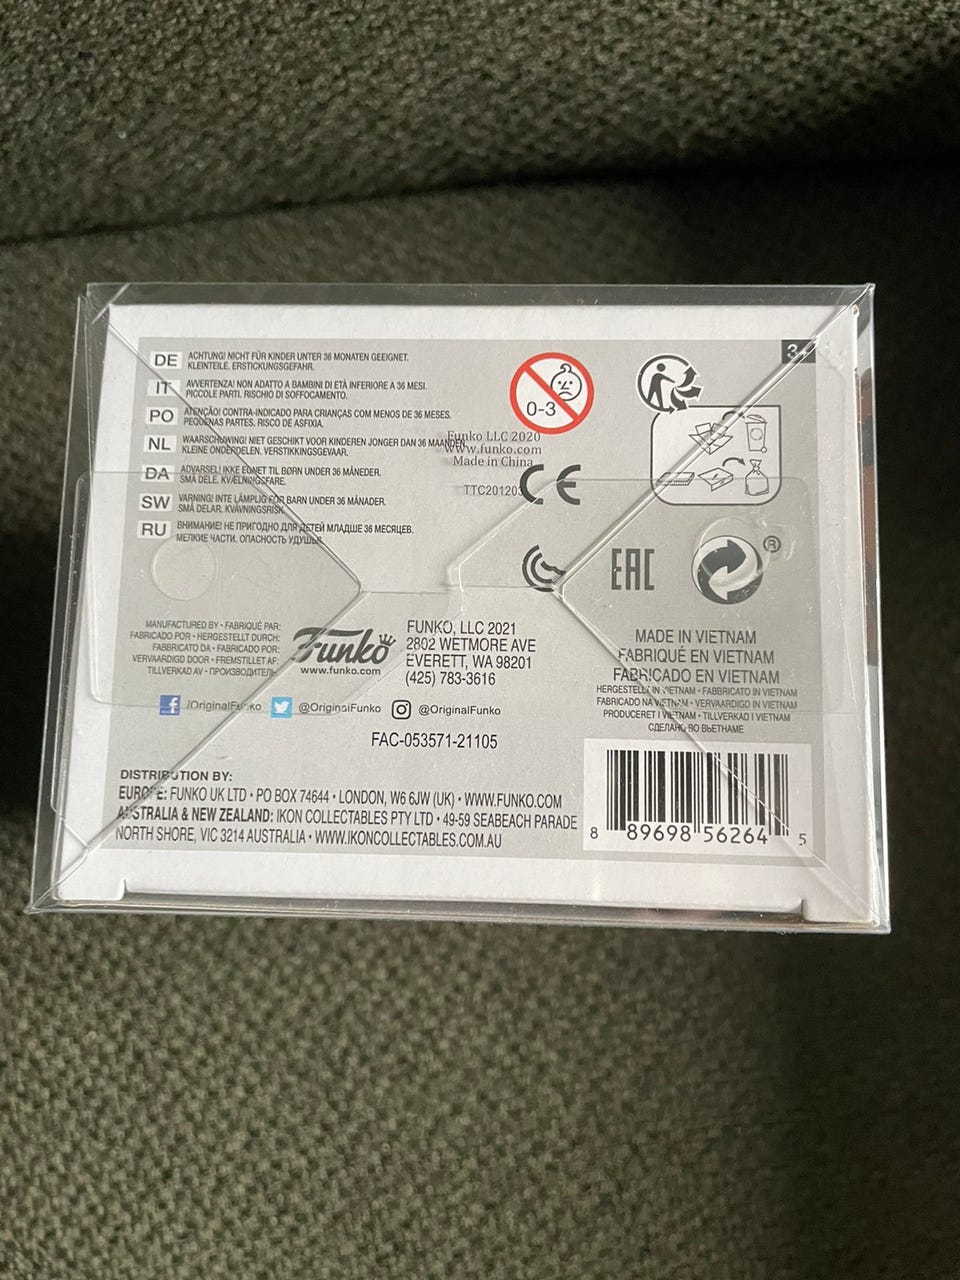 3+
DE ACHTUNG! NICHT FÜR KINDER UNTER 36 MONATEN GEEIGNET.
KLEINTEILE. ERSTICKUNGSGEFAHR.
IT AVVERTENZA! NON ADATTO A BAMBINI DI ETÀ INFERIORE A 36 MESI.
PICCOLE PARTI. RISCHIO DI SOFFOCAMENTO.
PO ATENÇÃO! CONTRA-INDICADO PARA CRIANÇAS COM MENOS DE 36 MESES.
PEQUENAS PARTES. RISCO DE ASFIXIA.
NL WAARSCHUWING! NIET GESCHIKT VOOR KINDEREN JONGER DAN 36 MAANDEN.
KLEINE ONDERDELEN. VERSTIKKINGSGEVAAR.
DA ADVARSEL! IKKE EGNET TIL BØRN UNDER 36 MÅNEDER.
SMÅ DELE. KVÆLNINGSFARE.
SW VARNING! INTE LÄMPLIG FÖR BARN UNDER 36 MÅNADER.
SMÅ DELAR. KVÄVNINGSRISK
RU ВНИМАНИЕ! НЕ ПРИГОДНО ДЛЯ ДЕТЕЙ МЛАДШЕ 36 МЕСЯЦЕВ.
МЕЛКИЕ ЧАСТИ. ОПАСНОСТЬ УДУШЬЯ
0-3
Funko LLC 2020
www.funko.com
Made in China
TTC201203
CE
EAC
®
MANUFACTURED BY • FABRIQUÉ PAR:
FABRICADO POR • HERGESTELLT DURCH:
FABBRICATO DA • FABRICADO POR:
VERVAARDIGD DOOR • FREMSTILLET AF:
TILLVERKAD AV • ПРОИЗВОДИТЕЛЬ:
Funko
www.funko.com
FUNKO, LLC 2021
2802 WETMORE AVE
EVERETT, WA 98201
(425) 783-3616
/OriginalFunko @OriginalFunko @OriginalFunko
FAC-053571-21105
MADE IN VIETNAM
FABRIQUÉ EN VIETNAM
FABRICADO EN VIETNAM
HERGESTELLT IN VIETNAM • FABBRICATO IN VIETNAM
FABRICADO NA VIETNAM • VERVAARDIGD IN VIETNAM
PRODUCERET I VIETNAM • TILLVERKAD I VIETNAM
СДЕЛАНО ВО ВЬЕТНАМЕ
DISTRIBUTION BY:
EUROPE: FUNKO UK LTD • PO BOX 74644 • LONDON, W6 6JW (UK) • WWW.FUNKO.COM
AUSTRALIA & NEW ZEALAND: IKON COLLECTABLES PTY LTD • 49-59 SEABEACH PARADE
NORTH SHORE, VIC 3214 AUSTRALIA • WWW.IKONCOLLECTABLES.COM.AU
8 89698 56264 5